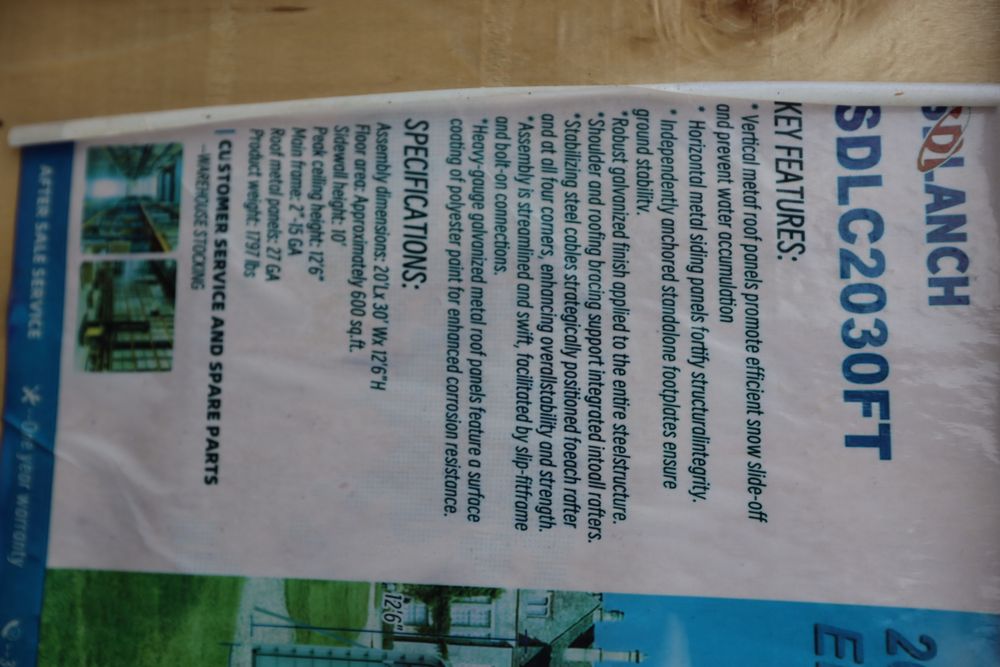 SDLANCH
SDLC2030FT
KEY FEATURES:
* Vertical metal roof panels promote efficient snow slide-off
and prevent water accumulation
* Horizontal metal siding panels fortify structuralintegrity.
* Independently anchored standalone footplates ensure
ground stability.
*Robust galvanized finish applied to the entire steelstructure.
*Shoulder and roofing bracing support integrated intoall rafters.
*Stabilizing steel cables strategically positioned foeach rafter
and at all four corners, enhancing overallstability and strength.
*Assembly is streamlined and swift, facilitated by slip-fitframe
and bolt-on connections.
*Heavy-gauge galvanized metal roof panels feature a surface
coating of polyester paint for enhanced corrosion resistance.
SPECIFICATIONS:
Assembly dimensions: 20'Lx 30' Wx 12'6"H
Floor area: Approximately 600 sq.ft.
Sidewall height: 10'
Peak ceiling height: 12'6"
Main frame: 2"-15 GA
Roof metal panels: 27 GA
Product weight: 1797 lbs
CUSTOMER SERVICE AND SPARE PARTS
—WAREHOUSE STOCKING
AFTER SALE SERVICE
One year warranty
2
E
12'6"